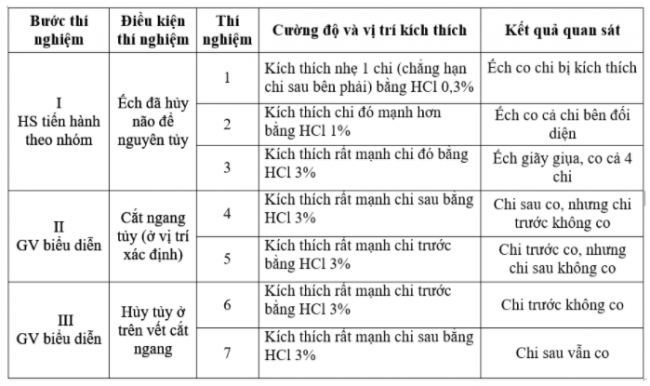 Bước thí nghiệm
Điều kiện thí nghiệm
Thí nghiệm
Cường độ và vị trí kích thích
Kết quả quan sát
I
HS tiến hành theo nhóm
Ếch đã hủy não để nguyên tủy
1
Kích thích nhẹ 1 chi (chẳng hạn
chi sau bên phải) bằng HCl 0,3%
Ếch co chi bị kích thích
2
Kích thích chi đó mạnh hơn
bằng HCl 1%
Ếch co cả chi bên đối
diện
3
Kích thích rất mạnh chi đó bằng
HCl 3%
Ếch giãy giụa, co cả 4
chi
II
GV biểu diễn
Cắt ngang
tủy (ở vị trí
xác định)
4
Kích thích rất mạnh chi sau bằng
HCl 3%
Chi sau co, nhưng chi
trước không co
5
Kích thích rất mạnh chi trước
bằng HCl 3%
Chi trước co, nhưng
chi sau không co
III
GV biểu diễn
Hủy tủy ở
trên vết cắt
ngang
6
Kích thích rất mạnh chi trước
bằng HCl 3%
Chi trước không co
7
Kích thích rất mạnh chi sau bằng
HCl 3%
Chi sau vẫn co